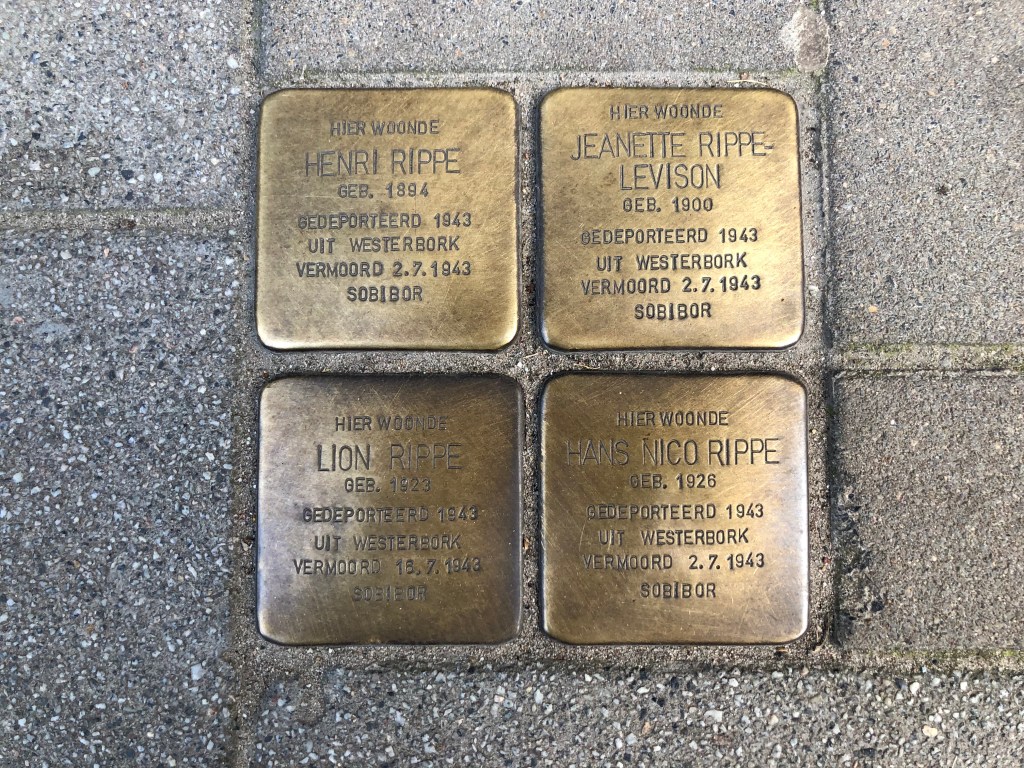 HIER WOONDE
HENRI RIPPE
GEB. 1894
GEDEPORTEERD 1943
UIT WESTERBORK
VERMOORD 2.7.1943
SOBIBOR
HIER WOONDE
JEANETTE RIPPE-
LEVISON
GEB. 1900
GEDEPORTEERD 1943
UIT WESTERBORK
VERMOORD 2.7.1943
SOBIBOR
HIER WOONDE
LION RIPPE
GEB. 1923
GEDEPORTEERD 1943
UIT WESTERBORK
VERMOORD 16.7.1943
SOBIBOR
HIER WOONDE
HANS NICO RIPPE
GEB. 1926
GEDEPORTEERD 1943
UIT WESTERBORK
VERMOORD 2.7.1943
SOBIBOR